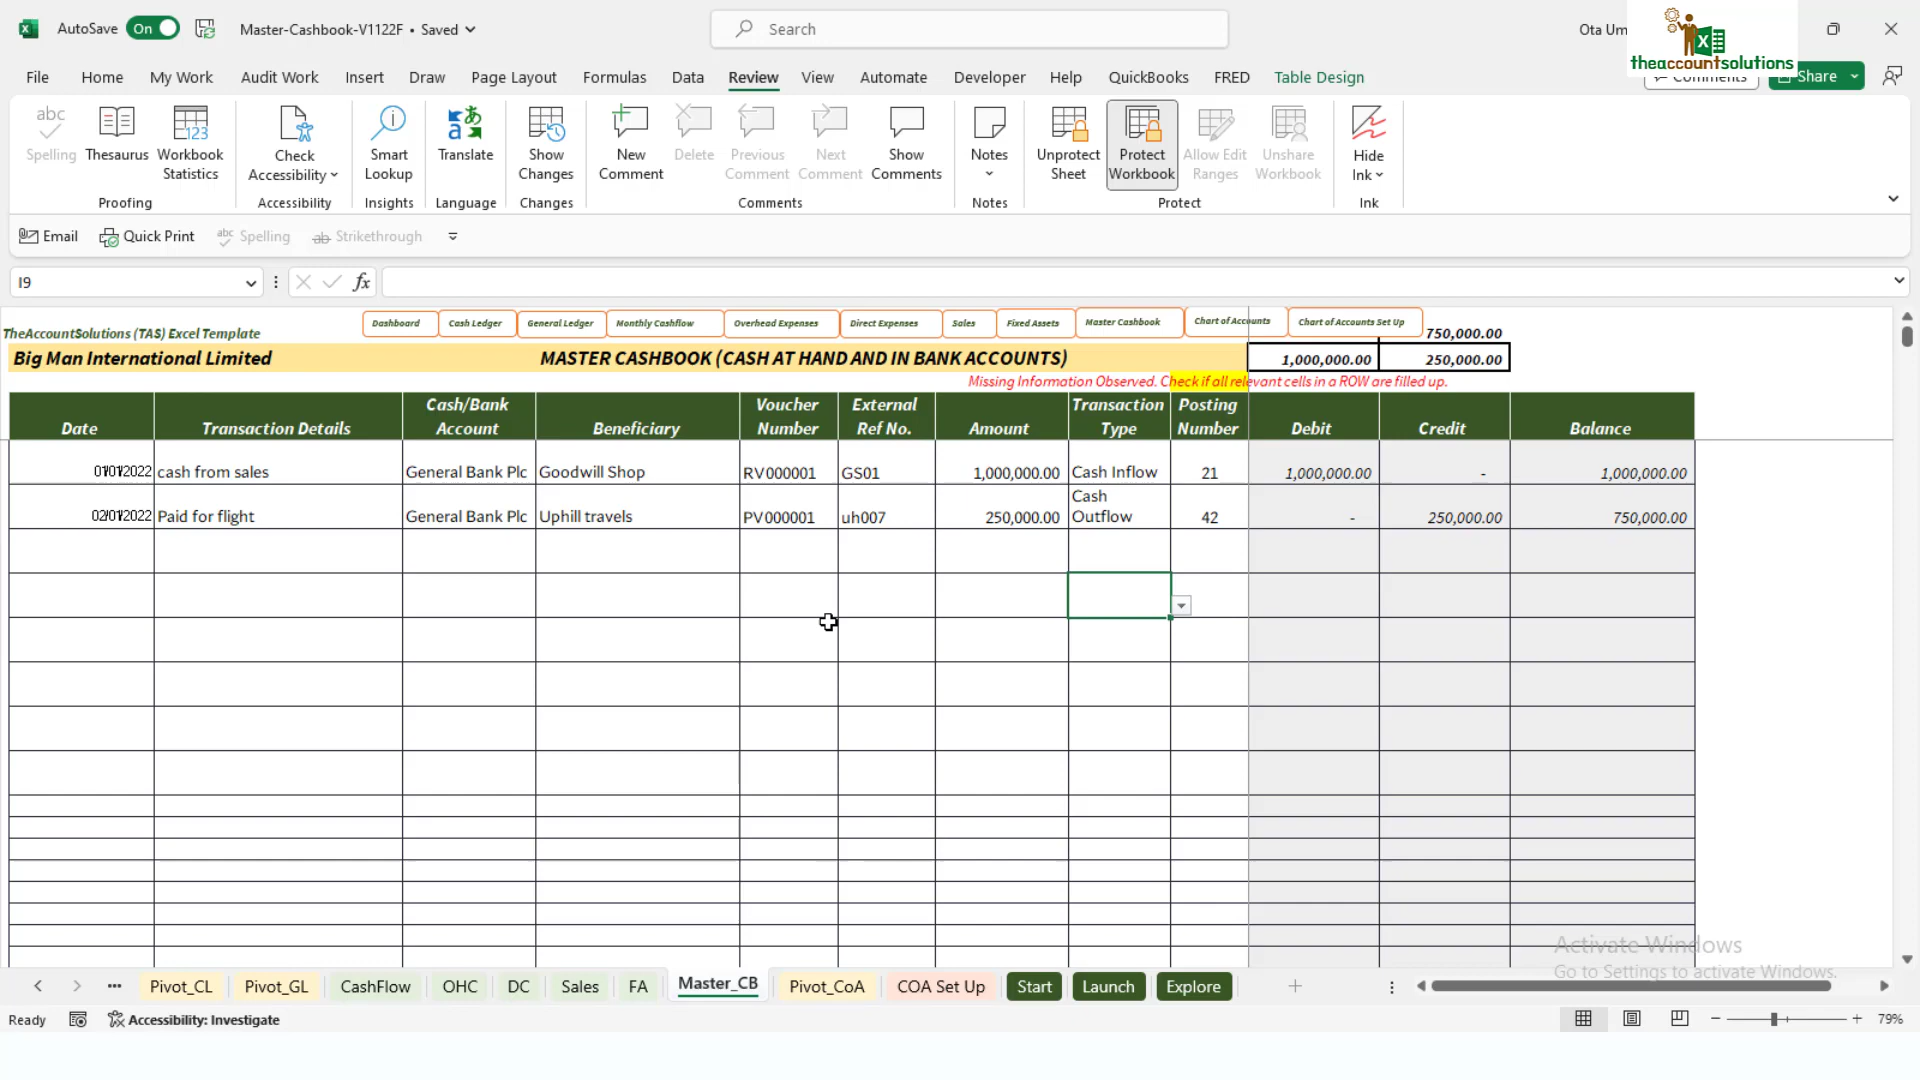 AutoSave On Master-Cashbook-V1122F • Saved Search Ota Um
theaccountsolutions
File Home My Work Audit Work Insert Draw Page Layout Formulas Data Review View Automate Developer Help QuickBooks FRED Table Design Comments Share
abc Spelling Thesaurus Workbook Statistics Check Accessibility Smart Lookup Translate Show Changes New Comment Delete Previous Comment Next Comment Show Comments Notes Unprotect Sheet Protect Workbook Allow Edit Ranges Unshare Workbook Hide Ink
Proofing Accessibility Insights Language Changes Comments Notes Protect Ink
Email Quick Print abc Spelling ab Strikethrough
I9 fx
Dashboard Cash Ledger General Ledger Monthly Cashflow Overhead Expenses Direct Expenses Sales Fixed Assets Master Cashbook Chart of Accounts Chart of Accounts Set Up
TheAccountSolutions (TAS) Excel Template 750,000.00
Big Man International Limited MASTER CASHBOOK (CASH AT HAND AND IN BANK ACCOUNTS) 1,000,000.00 250,000.00
Missing Information Observed. Check if all relevant cells in a ROW are filled up.
Date Transaction Details Cash/Bank Account Beneficiary Voucher Number External Ref No. Amount Transaction Type Posting Number Debit Credit Balance
01/01/2022 cash from sales General Bank Plc Goodwill Shop RV000001 GS01 1,000,000.00 Cash Inflow 21 1,000,000.00 - 1,000,000.00
02/01/2022 Paid for flight General Bank Plc Uphill travels PV000001 uh007 250,000.00 Cash Outflow 42 - 250,000.00 750,000.00
Activate Windows
Go to Settings to activate Windows.
Pivot_CL Pivot_GL CashFlow OHC DC Sales FA Master_CB Pivot_CoA COA Set Up Start Launch Explore
Ready Accessibility: Investigate 79%